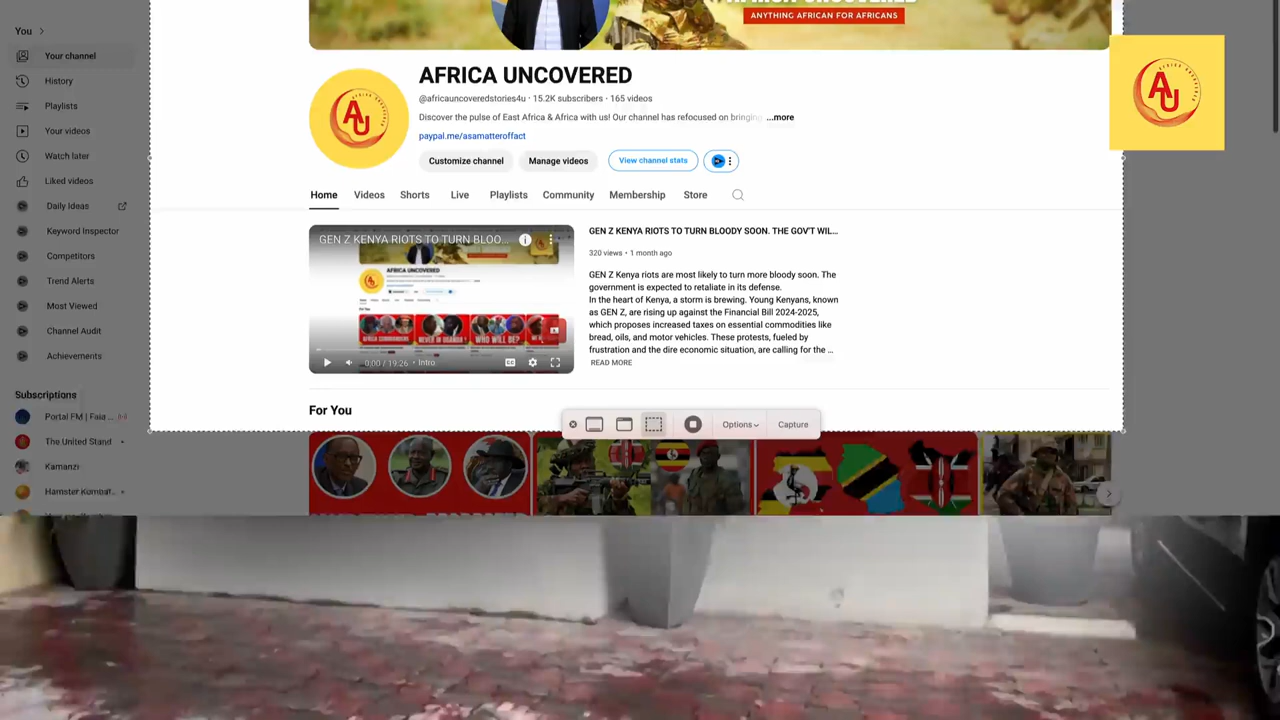 ANYTHING AFRICAN FOR AFRICANS
You
Your channel
History
Playlists
Your videos
Watch later
Liked videos
Daily Ideas
Keyword Inspector
Competitors
Trend Alerts
Most Viewed
Channel Audit
Achievements
Subscriptions
Portal FM | Faia ...
The United Stand
Kamanzi
Hamster Kombat...
AFRICA UNCOVERED
@africauncoveredstories4u · 15.2K subscribers · 165 videos
Discover the pulse of East Africa & Africa with us! Our channel has refocused on bringing ...more
paypal.me/asamatteroffact
Customize channel
Manage videos
View channel stats
Home
Videos
Shorts
Live
Playlists
Community
Membership
Store
GEN Z KENYA RIOTS TO TURN BLOO...
AFRICA UNCOVERED
0:00 / 19:26 • Intro
GEN Z KENYA RIOTS TO TURN BLOODY SOON. THE GOV'T WIL...
320 views • 1 month ago
GEN Z Kenya riots are most likely to turn more bloody soon. The
government is expected to retaliate in its defense.
In the heart of Kenya, a storm is brewing. Young Kenyans, known
as GEN Z, are rising up against the Financial Bill 2024-2025,
which proposes increased taxes on essential commodities like
bread, oils, and motor vehicles. These protests, fueled by
frustration and the dire economic situation, are calling for the ...
READ MORE
For You
Options
Capture
AU
AU